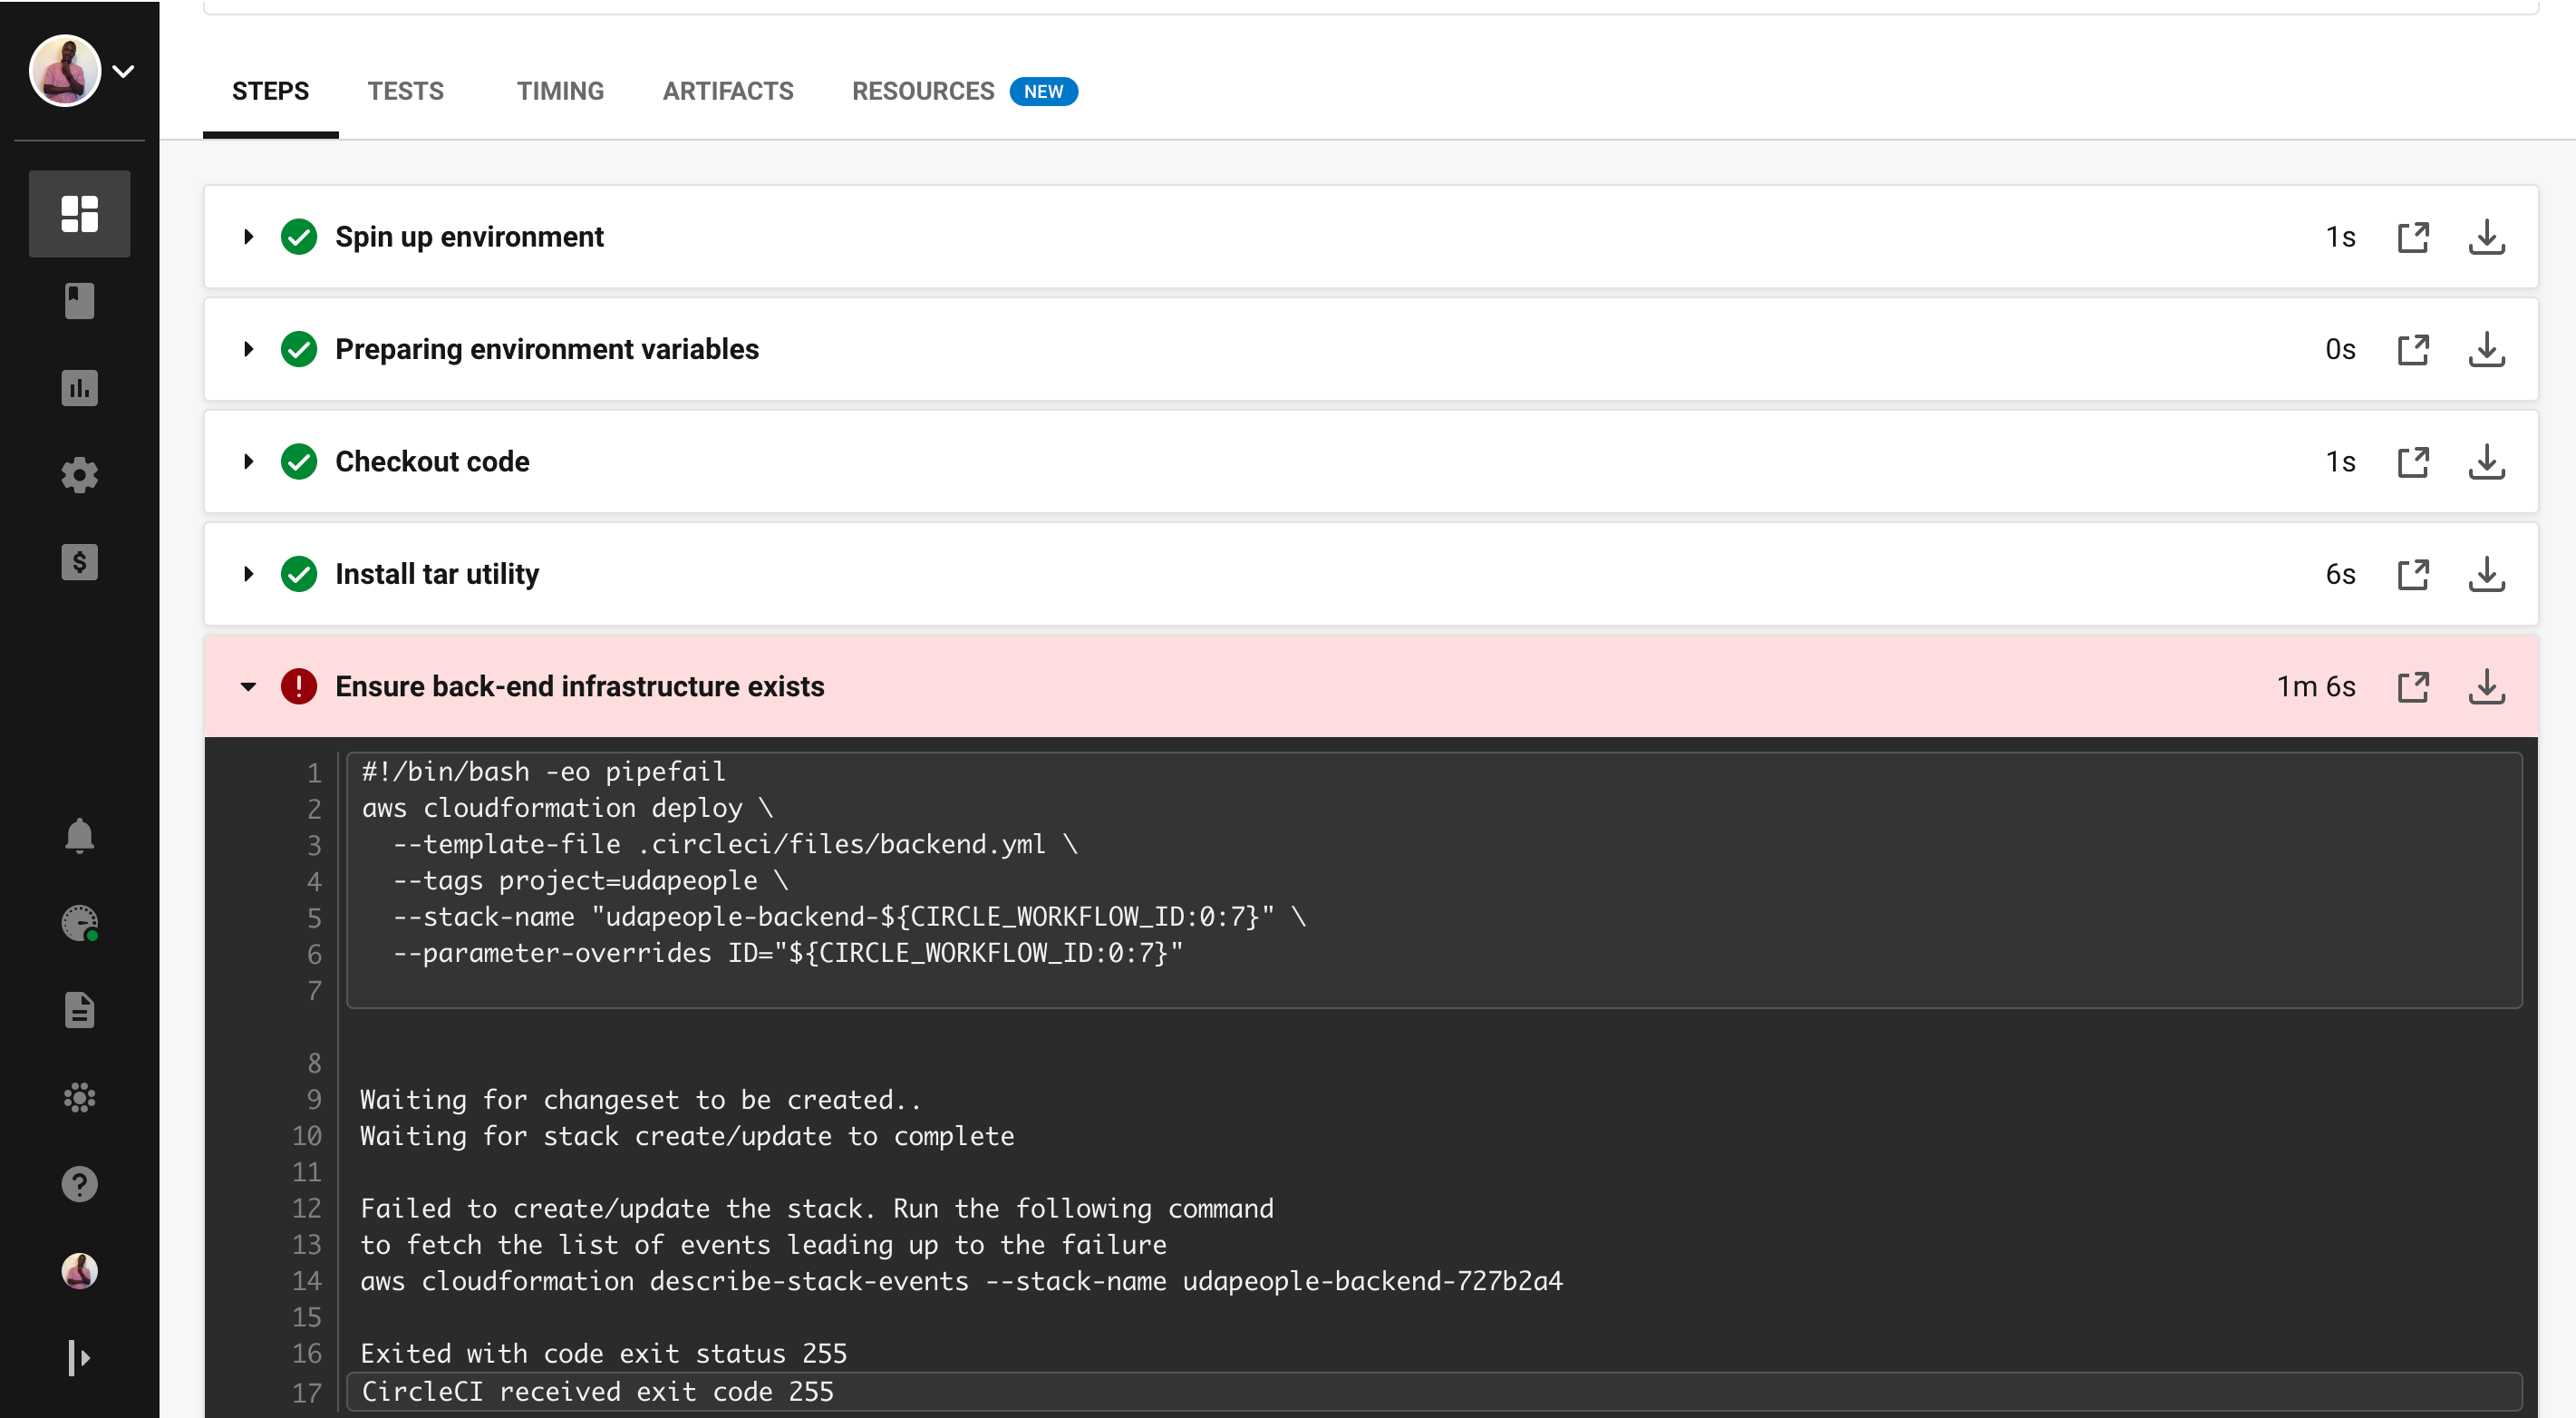 STEPS TESTS TIMING ARTIFACTS RESOURCES NEW
Spin up environment 1s
Preparing environment variables 0s
Checkout code 1s
Install tar utility 6s
Ensure back-end infrastructure exists 1m 6s
1 #!/bin/bash -eo pipefail
2 aws cloudformation deploy \
3 --template-file .circleci/files/backend.yml \
4 --tags project=udapeople \
5 --stack-name "udapeople-backend-${CIRCLE_WORKFLOW_ID:0:7}" \
6 --parameter-overrides ID="${CIRCLE_WORKFLOW_ID:0:7}"
7
8
9 Waiting for changeset to be created..
10 Waiting for stack create/update to complete
11
12 Failed to create/update the stack. Run the following command
13 to fetch the list of events leading up to the failure
14 aws cloudformation describe-stack-events --stack-name udapeople-backend-727b2a4
15
16 Exited with code exit status 255
17 CircleCI received exit code 255